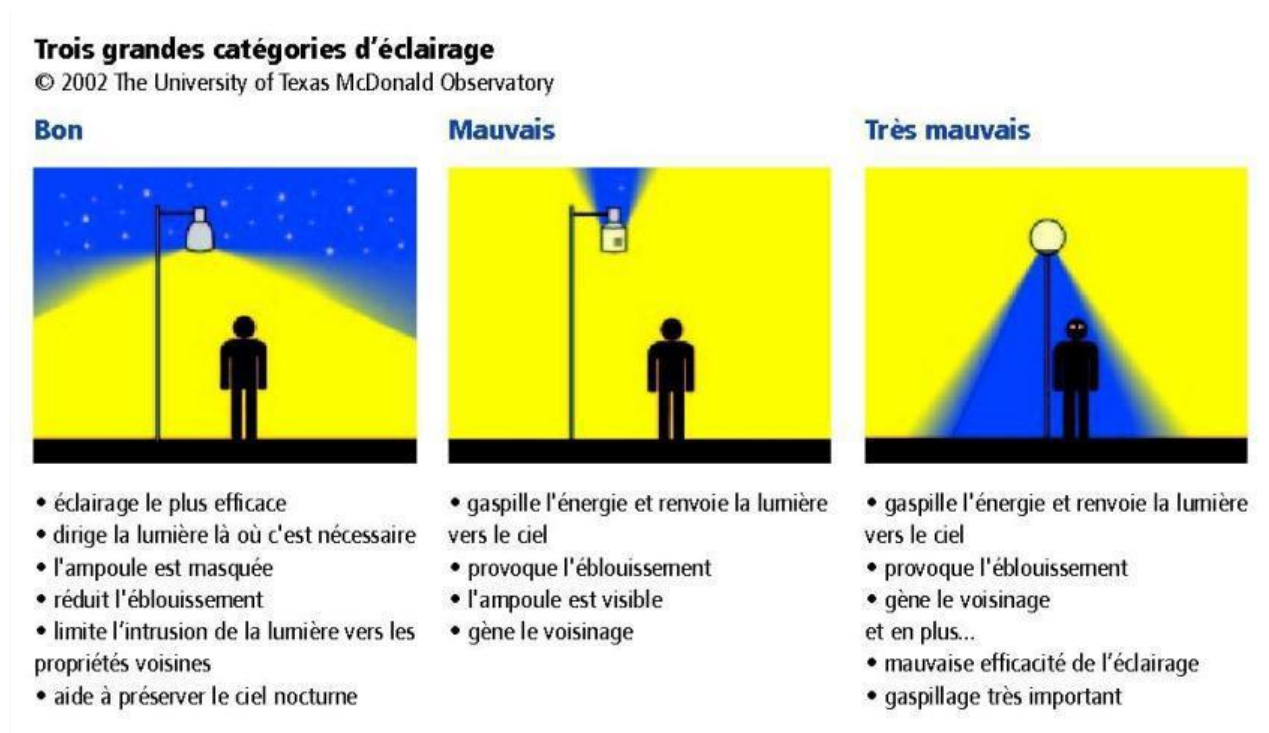 Trois grandes catégories d'éclairage
© 2002 The University of Texas McDonald Observatory
Bon
• éclairage le plus efficace
• dirige la lumière là où c'est nécessaire
• l'ampoule est masquée
• réduit l'éblouissement
• limite l'intrusion de la lumière vers les
propriétés voisines
• aide à préserver le ciel nocturne
Mauvais
• gaspille l'énergie et renvoie la lumière
vers le ciel
• provoque l'éblouissement
• l'ampoule est visible
• gène le voisinage
Très mauvais
• gaspille l'énergie et renvoie la lumière
vers le ciel
• provoque l'éblouissement
• gène le voisinage
et en plus...
• mauvaise efficacité de l'éclairage
• gaspillage très important